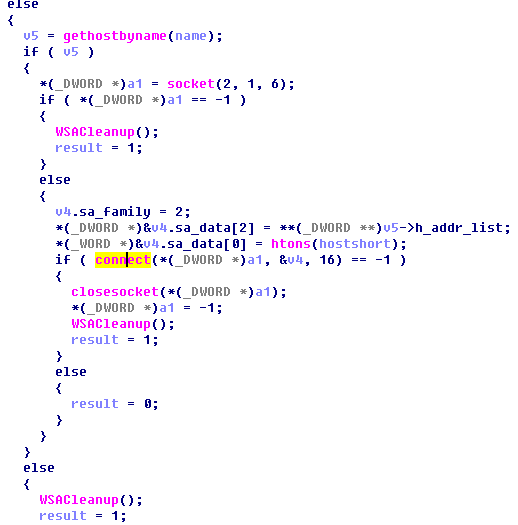 else
{
  v5 = gethostbyname(name);
  if ( v5 )
  {
    *(_DWORD *)a1 = socket(2, 1, 6);
    if ( *(_DWORD *)a1 == -1 )
    {
      WSACleanup();
      result = 1;
    }
    else
    {
      v4.sa_family = 2;
      *(_DWORD *)&v4.sa_data[2] = **(_DWORD **)v5->h_addr_list;
      *(_WORD *)&v4.sa_data[0] = htons(hostshort);
      if ( connect(*(_DWORD *)a1, &v4, 16) == -1 )
      {
        closesocket(*(_DWORD *)a1);
        *(_DWORD *)a1 = -1;
        WSACleanup();
        result = 1;
      }
      else
      {
        result = 0;
      }
    }
  }
  else
  {
    WSACleanup();
    result = 1;